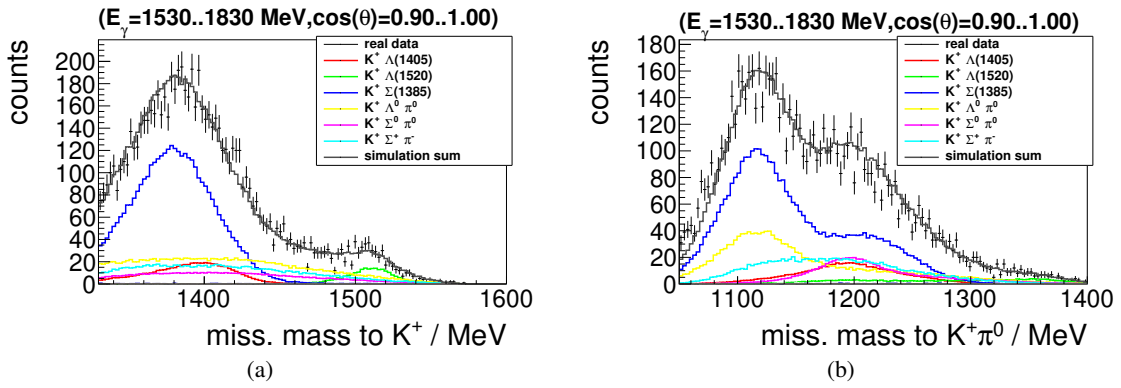 (Eγ=1530..1830 MeV,cos(θ)=0.90..1.00)
counts
220
200
180
160
140
120
100
80
60
40
20
0
real data
K⁺ Λ(1405)
K⁺ Λ(1520)
K⁺ Σ(1385)
K⁺ Λ⁰ π⁰
K⁺ Σ⁰ π⁰
K⁺ Σ⁺ π⁻
simulation sum
1400 1500 1600
miss. mass to K⁺ / MeV
(a)
(Eγ=1530..1830 MeV,cos(θ)=0.90..1.00)
counts
180
160
140
120
100
80
60
40
20
0
real data
K⁺ Λ(1405)
K⁺ Λ(1520)
K⁺ Σ(1385)
K⁺ Λ⁰ π⁰
K⁺ Σ⁰ π⁰
K⁺ Σ⁺ π⁻
simulation sum
1100 1200 1300 1400
miss. mass to K⁺π⁰ / MeV
(b)